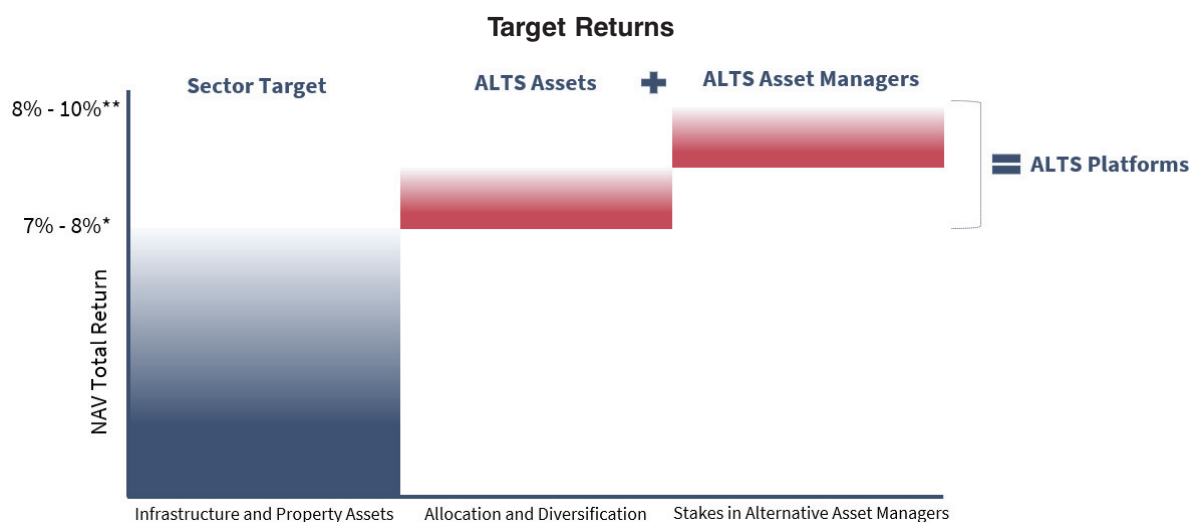 Target Returns
Sector Target
ALTS Assets
+
ALTS Asset Managers
8% - 10%**
= ALTS Platforms
7% - 8%*
NAV Total Return
Infrastructure and Property Assets
Allocation and Diversification
Stakes in Alternative Asset Managers